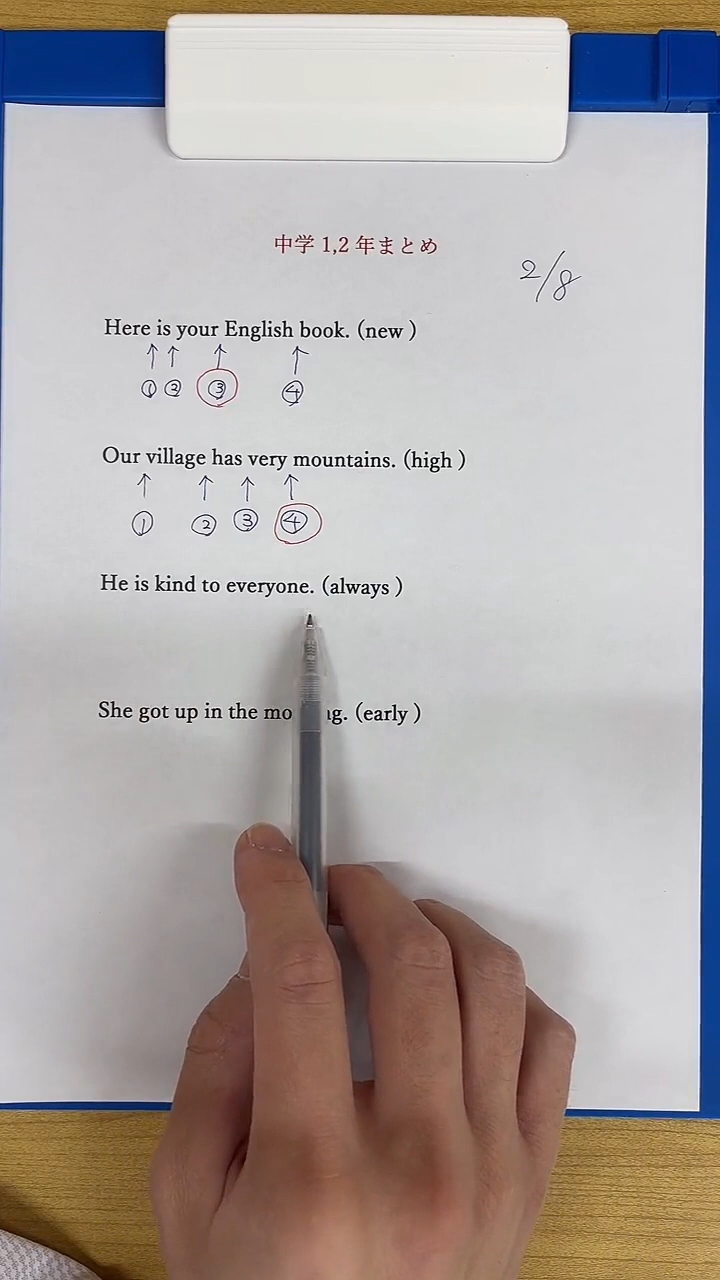 中学 1,2 年まとめ
2/8
Here is your English book. (new )
↑ ↑ ↑ ↑
① ② ③ ④
Our village has very mountains. (high )
↑ ↑ ↑ ↑
① ② ③ ④
He is kind to everyone. (always )
She got up in the (early )